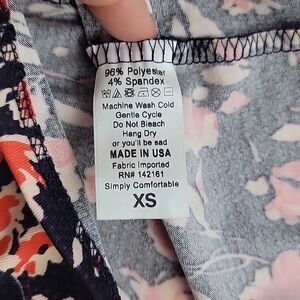 96% Polyester
4% Spandex
Machine Wash Cold
Gentle Cycle
Do Not Bleach
Hang Dry
or you'll be sad
MADE IN USA
Fabric Imported
RN# 142161
Simply Comfortable
XS